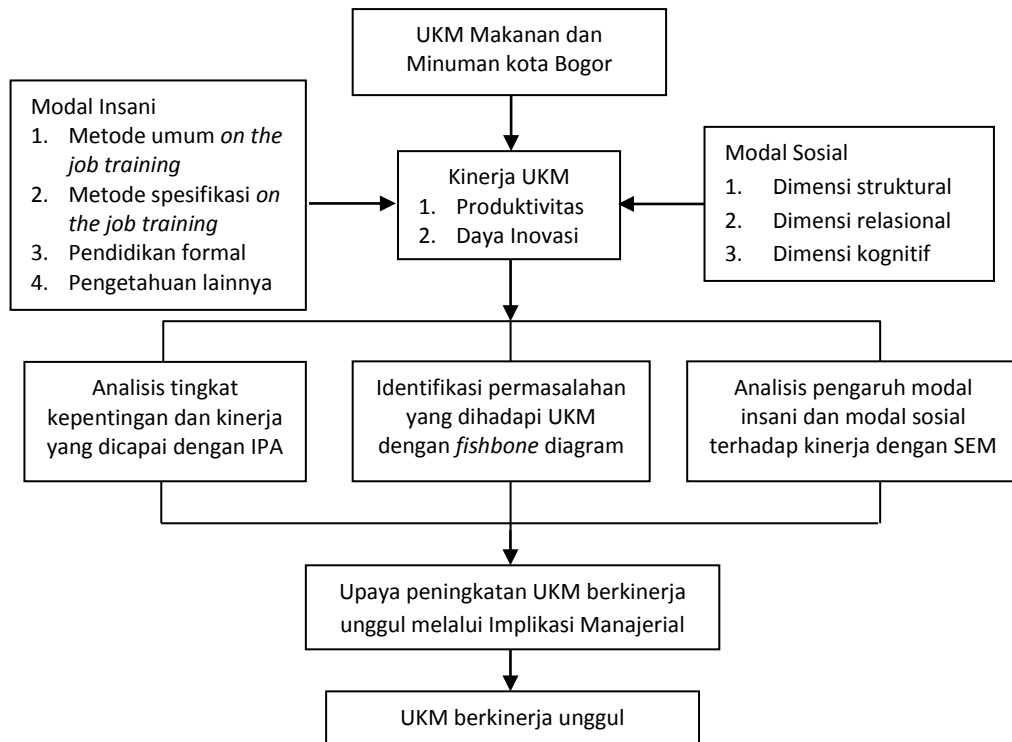 UKM Makanan dan
Minuman kota Bogor
Modal Insani
1. Metode umum on the
job training
2. Metode spesifikasi on
the job training
3. Pendidikan formal
4. Pengetahuan lainnya
Kinerja UKM
1. Produktivitas
2. Daya Inovasi
Modal Sosial
1. Dimensi struktural
2. Dimensi relasional
3. Dimensi kognitif
Analisis tingkat
kepentingan dan kinerja
yang dicapai dengan IPA
Identifikasi permasalahan
yang dihadapi UKM
dengan fishbone diagram
Analisis pengaruh modal
insani dan modal sosial
terhadap kinerja dengan SEM
Upaya peningkatan UKM berkinerja
unggul melalui Implikasi Manajerial
UKM berkinerja unggul